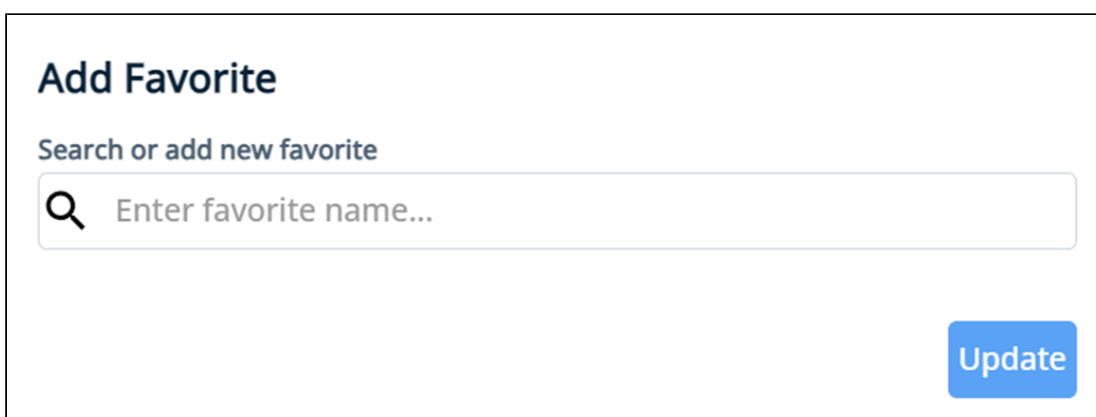 Add Favorite
Search or add new favorite
Enter favorite name...
Update